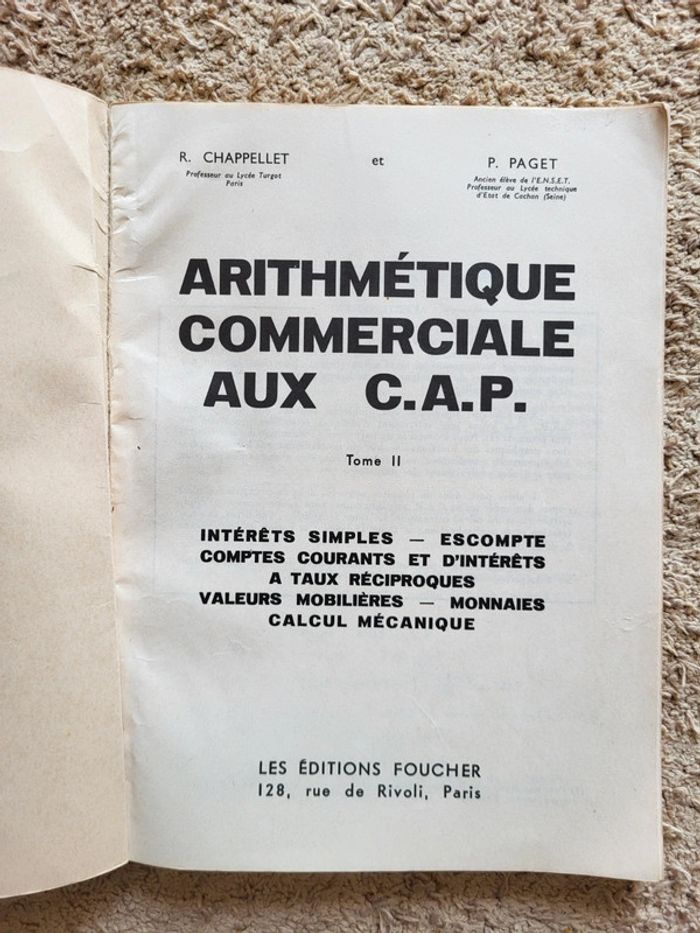 R. CHAPPELLET et P. PAGET
Professeur au Lycée Turgot
Paris
Ancien élève de l'E.N.S.E.T.
Professeur au Lycée technique
d'Etat de Cachan (Seine)
ARITHMÉTIQUE
COMMERCIALE
AUX C.A.P.
Tome II
INTÉRÊTS SIMPLES — ESCOMPTE
COMPTES COURANTS ET D'INTÉRÊTS
A TAUX RÉCIPROQUES
VALEURS MOBILIÈRES — MONNAIES
CALCUL MÉCANIQUE
LES ÉDITIONS FOUCHER
128, rue de Rivoli, Paris